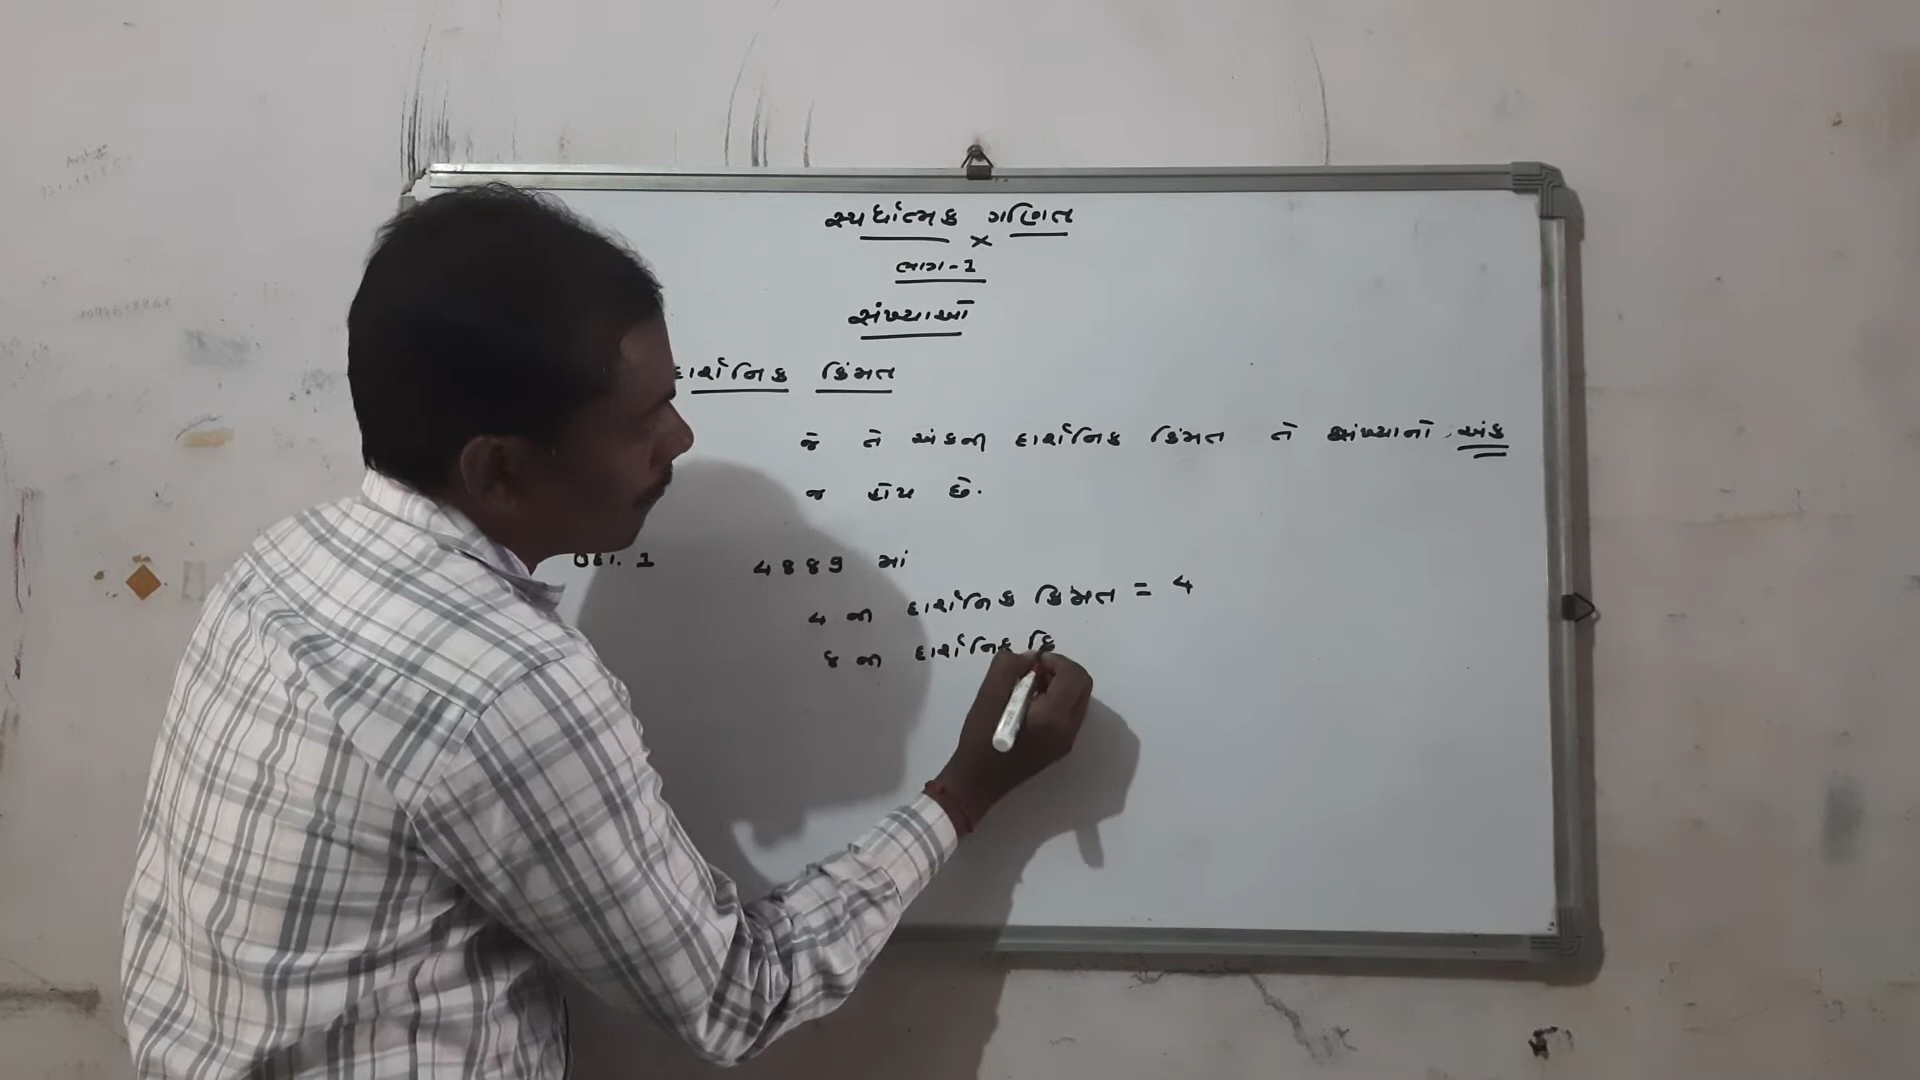 સ્પર્ધાત્મક ગણિત
×
ભાગ-1
સંખ્યાઓ
દાર્શનિક કિંમત
જે તે અંકની દાર્શનિક કિંમત તે સંખ્યાનો અંક
જ હોય છે.
ઉદા. 1 4889 માં
4 ની દાર્શનિક કિંમત = 4
8 ની દાર્શનિક કિં